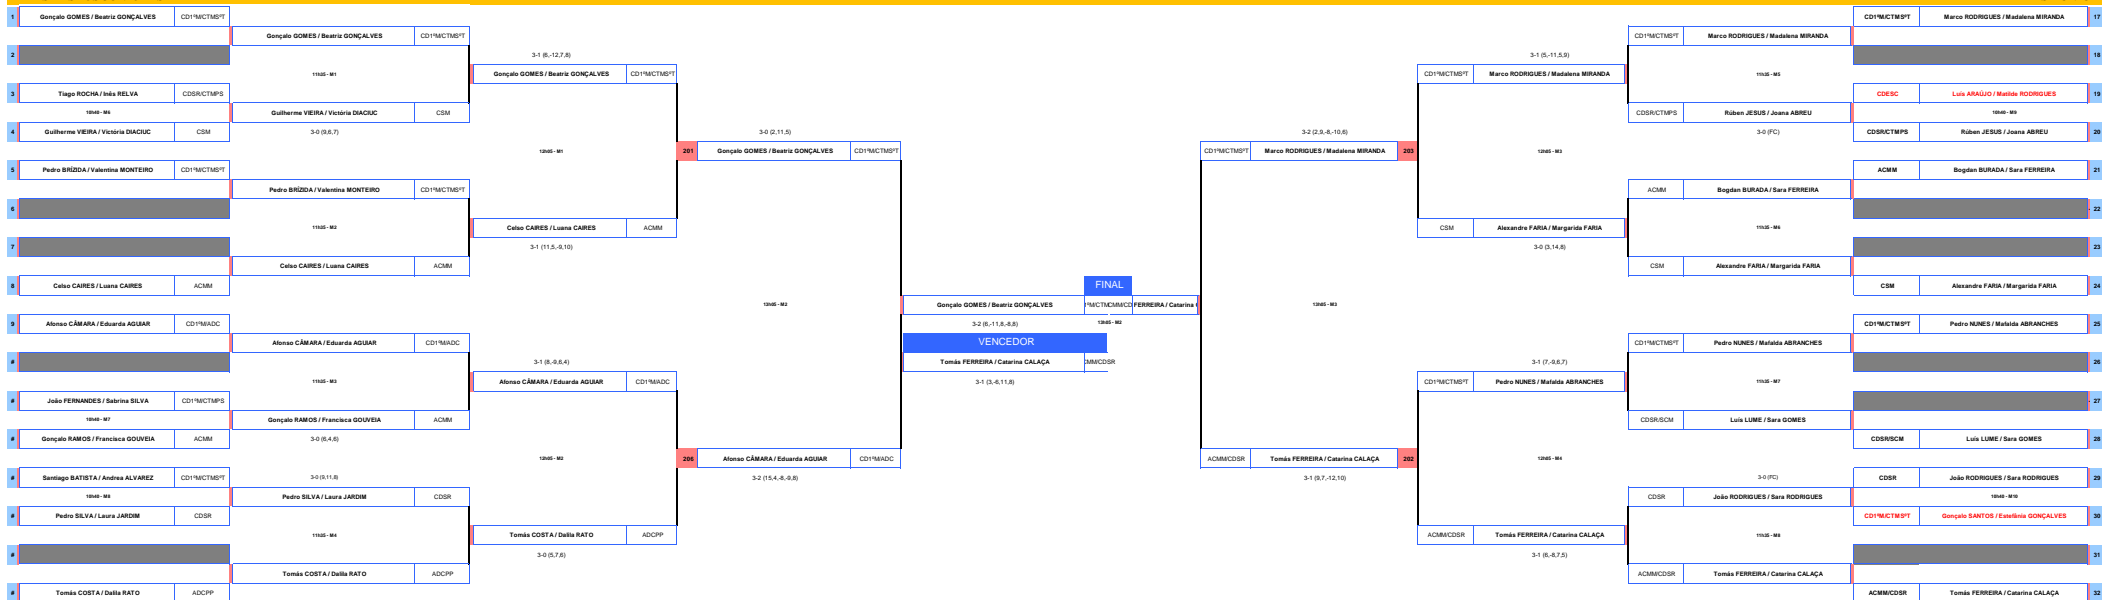 1 Gonçalo GOMES / Beatriz GONÇALVES CD1ºM/CTMSºT
Gonçalo GOMES / Beatriz GONÇALVES CD1ºM/CTMSºT
2
3-1 (6,-12,7,8)
11h35 - M1
Gonçalo GOMES / Beatriz GONÇALVES CD1ºM/CTMSºT
3 Tiago ROCHA / Inês RELVA CDSR/CTMPS
10h40 - M6
Guilherme VIEIRA / Victória DIACIUC CSM
4 Guilherme VIEIRA / Victória DIACIUC CSM
3-0 (9,6,7)
3-0 (2,11,5)
12h05 - M1
201 Gonçalo GOMES / Beatriz GONÇALVES CD1ºM/CTMSºT
5 Pedro BRÍZIDA / Valentina MONTEIRO CD1ºM/CTMSºT
Pedro BRÍZIDA / Valentina MONTEIRO CD1ºM/CTMSºT
6
11h35 - M2
Celso CAIRES / Luana CAIRES ACMM
7
3-1 (11,5,-9,10)
Celso CAIRES / Luana CAIRES ACMM
8 Celso CAIRES / Luana CAIRES ACMM
13h05 - M2
9 Afonso CÂMARA / Eduarda AGUIAR CD1ºM/ADC
Afonso CÂMARA / Eduarda AGUIAR CD1ºM/ADC
#
3-1 (8,-9,6,4)
11h35 - M3
Afonso CÂMARA / Eduarda AGUIAR CD1ºM/ADC
# João FERNANDES / Sabrina SILVA CD1ºM/CTMPS
10h40 - M7
Gonçalo RAMOS / Francisca GOUVEIA ACMM
# Gonçalo RAMOS / Francisca GOUVEIA ACMM
3-0 (6,4,6)
12h05 - M2
206 Afonso CÂMARA / Eduarda AGUIAR CD1ºM/ADC
3-2 (15,4,-8,-9,8)
# Santiago BATISTA / Andrea ALVAREZ CD1ºM/CTMSºT
3-0 (9,11,8)
10h40 - M8
Pedro SILVA / Laura JARDIM CDSR
# Pedro SILVA / Laura JARDIM CDSR
11h35 - M4
Tomás COSTA / Dalila RATO ADCPP
#
3-0 (5,7,6)
Tomás COSTA / Dalila RATO ADCPP
# Tomás COSTA / Dalila RATO ADCPP
FINAL
Gonçalo GOMES / Beatriz GONÇALVES
FERREIRA / Catarina
3-2 (6,-11,8,-8,8)
13h45 - M2
VENCEDOR
Tomás FERREIRA / Catarina CALAÇA CMM/CDSR
3-1 (3,-6,11,8)
CD1ºM/CTMSºT Marco RODRIGUES / Madalena MIRANDA 17
CD1ºM/CTMSºT Marco RODRIGUES / Madalena MIRANDA
18
3-1 (5,-11,5,9)
11h35 - M5
CD1ºM/CTMSºT Marco RODRIGUES / Madalena MIRANDA
CDESC Luís ARAÚJO / Matilde RODRIGUES 19
10h40 - M9
CDSR/CTMPS Rúben JESUS / Joana ABREU
CDSR/CTMPS Rúben JESUS / Joana ABREU 20
3-0 (FC)
3-2 (2,9,-8,-10,6)
12h05 - M3
CD1ºM/CTMSºT Marco RODRIGUES / Madalena MIRANDA 203
ACMM Bogdan BURADA / Sara FERREIRA 21
ACMM Bogdan BURADA / Sara FERREIRA
22
11h35 - M6
CSM Alexandre FARIA / Margarida FARIA
23
3-0 (3,14,8)
CSM Alexandre FARIA / Margarida FARIA
CSM Alexandre FARIA / Margarida FARIA 24
13h05 - M3
CD1ºM/CTMSºT Pedro NUNES / Mafalda ABRANCHES 25
CD1ºM/CTMSºT Pedro NUNES / Mafalda ABRANCHES
26
3-1 (7,-9,6,7)
11h35 - M7
CD1ºM/CTMSºT Pedro NUNES / Mafalda ABRANCHES
27
CDSR/SCM Luís LUME / Sara GOMES
CDSR/SCM Luís LUME / Sara GOMES 28
12h05 - M4
ACMM/CDSR Tomás FERREIRA / Catarina CALAÇA 202
3-1 (9,7,-12,10)
CDSR João RODRIGUES / Sara RODRIGUES 29
3-0 (FC)
10h40 - M10
CDSR João RODRIGUES / Sara RODRIGUES
CD1ºM/CTMSºT Gonçalo SANTOS / Estefânia GONÇALVES 30
11h35 - M8
ACMM/CDSR Tomás FERREIRA / Catarina CALAÇA
31
3-1 (6,-8,7,5)
ACMM/CDSR Tomás FERREIRA / Catarina CALAÇA
ACMM/CDSR Tomás FERREIRA / Catarina CALAÇA 32